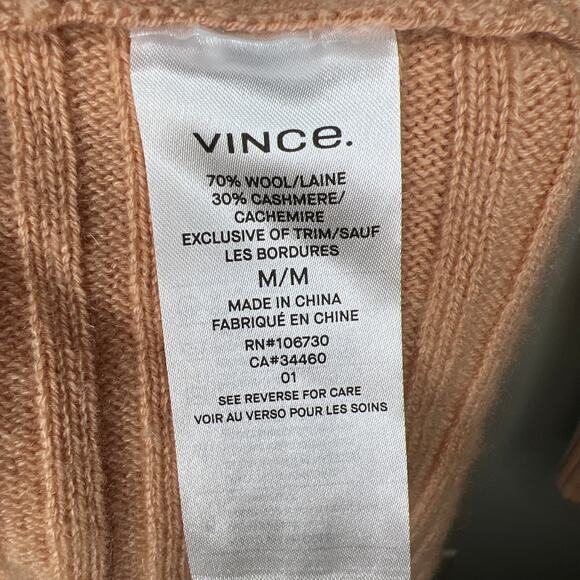 VINCE.
70% WOOL/LAINE
30% CASHMERE/
CACHEMIRE
EXCLUSIVE OF TRIM/SAUF
LES BORDURES
M/M
MADE IN CHINA
FABRIQUÉ EN CHINE
RN#106730
CA#34460
01
SEE REVERSE FOR CARE
VOIR AU VERSO POUR LES SOINS